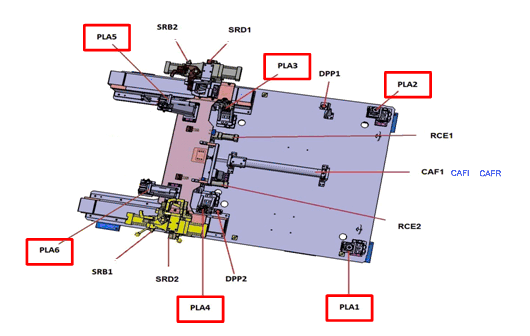 SRB2
SRD1
PLA5
PLA3
DPP1
PLA2
RCE1
CAF1 CAFI CAFR
RCE2
PLA6
SRB1
SRD2
DPP2
PLA4
PLA1